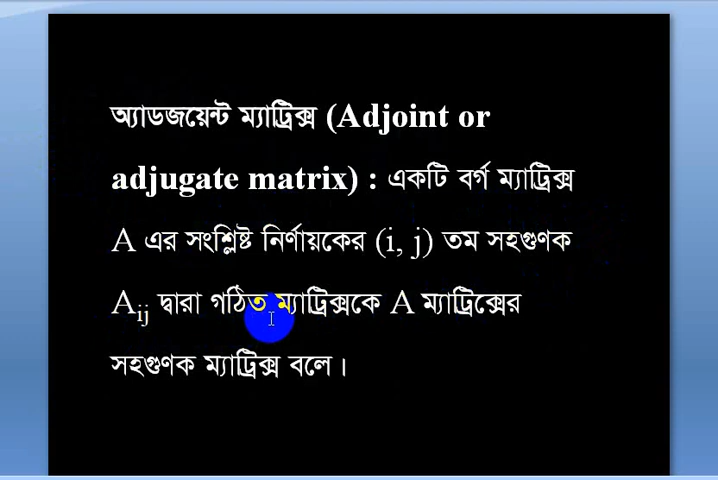 অ্যাডজয়েন্ট ম্যাট্রিক্স (Adjoint or
adjugate matrix) : একটি বর্গ ম্যাট্রিক্স
A এর সংশ্লিষ্ট নির্ণায়কের (i, j) তম সহগুণক
Aij দ্বারা গঠিত ম্যাট্রিক্সকে A ম্যাট্রিক্সের
সহগুণক ম্যাট্রিক্স বলে।